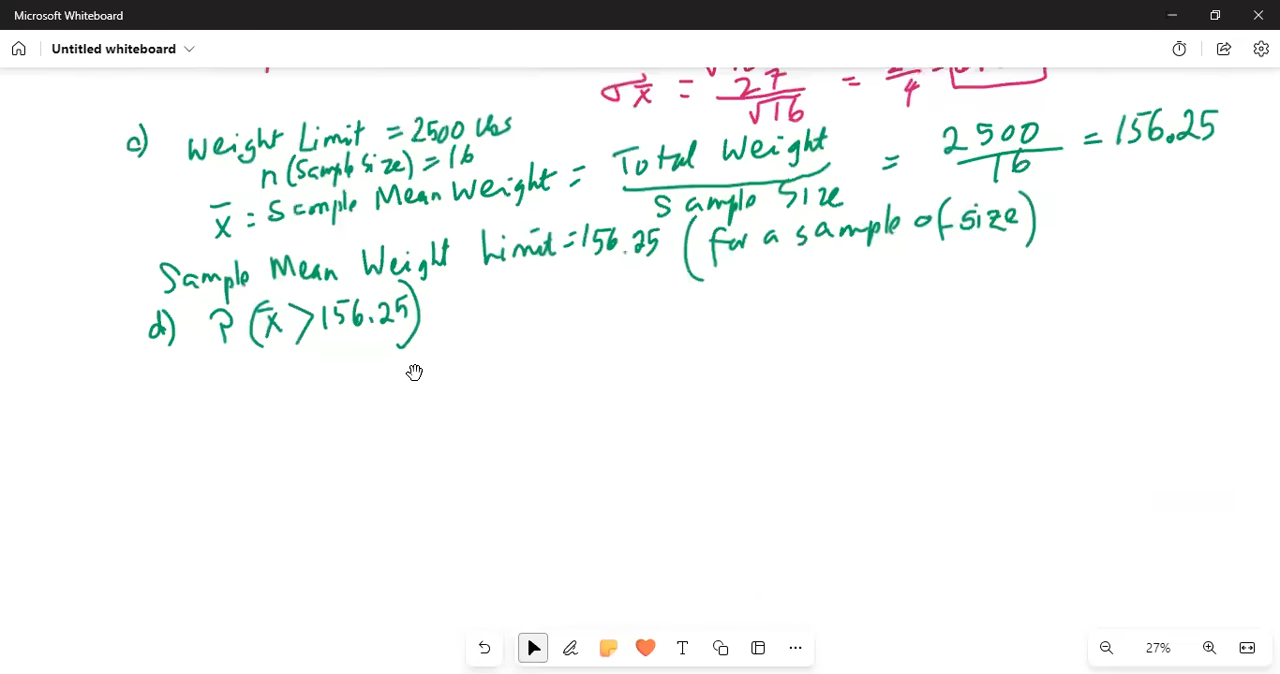 Microsoft Whiteboard
Untitled whiteboard
σx̄ = 27/√16 = 27/4 =
c) Weight Limit = 2500 lbs
n (Sample size) = 16
x̄ = Sample Mean Weight = Total Weight / Sample Size = 2500 / 16 = 156.25
Sample Mean Weight Limit = 156.25 (for a sample of size)
d) P (x̄ > 156.25)
27%